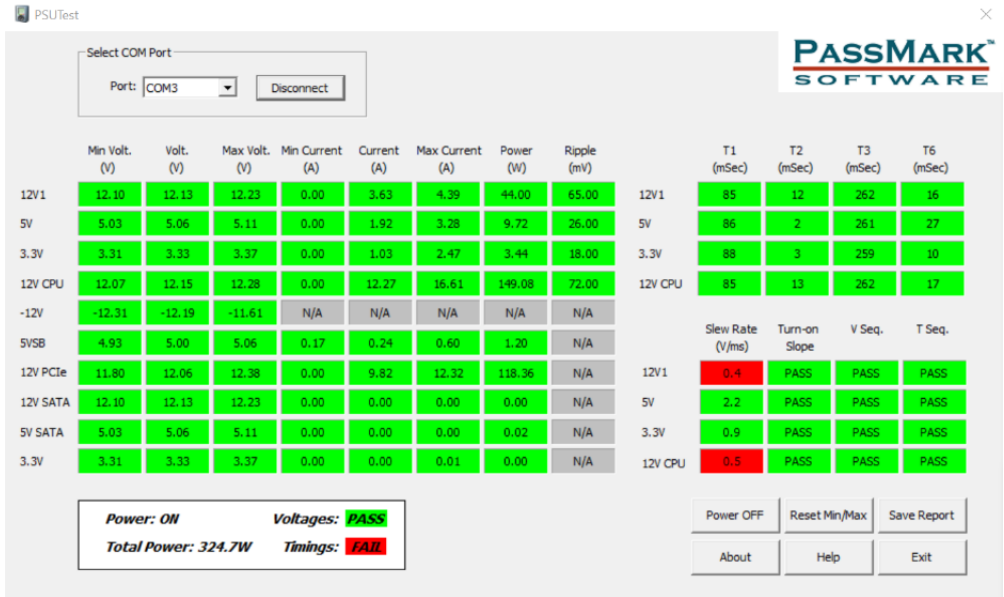 PSUTest
Select COM Port
Port: COM3 Disconnect
PASSMARK™
SOFTWARE
Min Volt. (V) Volt. (V) Max Volt. (V) Min Current (A) Current (A) Max Current (A) Power (W) Ripple (mV)
12V1 12.10 12.13 12.23 0.00 3.63 4.39 44.00 65.00
5V 5.03 5.06 5.11 0.00 1.92 3.28 9.72 26.00
3.3V 3.31 3.33 3.37 0.00 1.03 2.47 3.44 18.00
12V CPU 12.07 12.15 12.28 0.00 12.27 16.61 149.08 72.00
-12V -12.31 -12.19 -11.61 N/A N/A N/A N/A N/A
5VSB 4.93 5.00 5.06 0.17 0.24 0.60 1.20 N/A
12V PCIe 11.80 12.06 12.38 0.00 9.82 12.32 118.36 N/A
12V SATA 12.10 12.13 12.23 0.00 0.00 0.00 0.00 N/A
5V SATA 5.03 5.06 5.11 0.00 0.00 0.00 0.02 N/A
3.3V 3.31 3.33 3.37 0.00 0.00 0.01 0.00 N/A
T1 (mSec) T2 (mSec) T3 (mSec) T6 (mSec)
12V1 85 12 262 16
5V 86 2 261 27
3.3V 88 3 259 10
12V CPU 85 13 262 17
Slew Rate (V/ms) Turn-on Slope V Seq. T Seq.
12V1 0.4 PASS PASS PASS
5V 2.2 PASS PASS PASS
3.3V 0.9 PASS PASS PASS
12V CPU 0.5 PASS PASS PASS
Power: ON Voltages: PASS
Total Power: 324.7W Timings: FAIL
Power OFF Reset Min/Max Save Report
About Help Exit